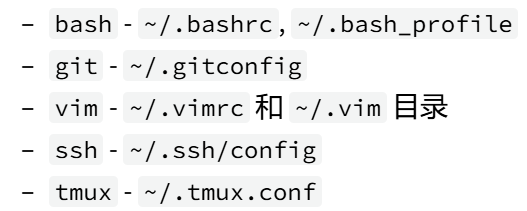 – bash - ~/.bashrc, ~/.bash_profile
– git - ~/.gitconfig
– vim - ~/.vimrc 和 ~/.vim 目录
– ssh - ~/.ssh/config
– tmux - ~/.tmux.conf